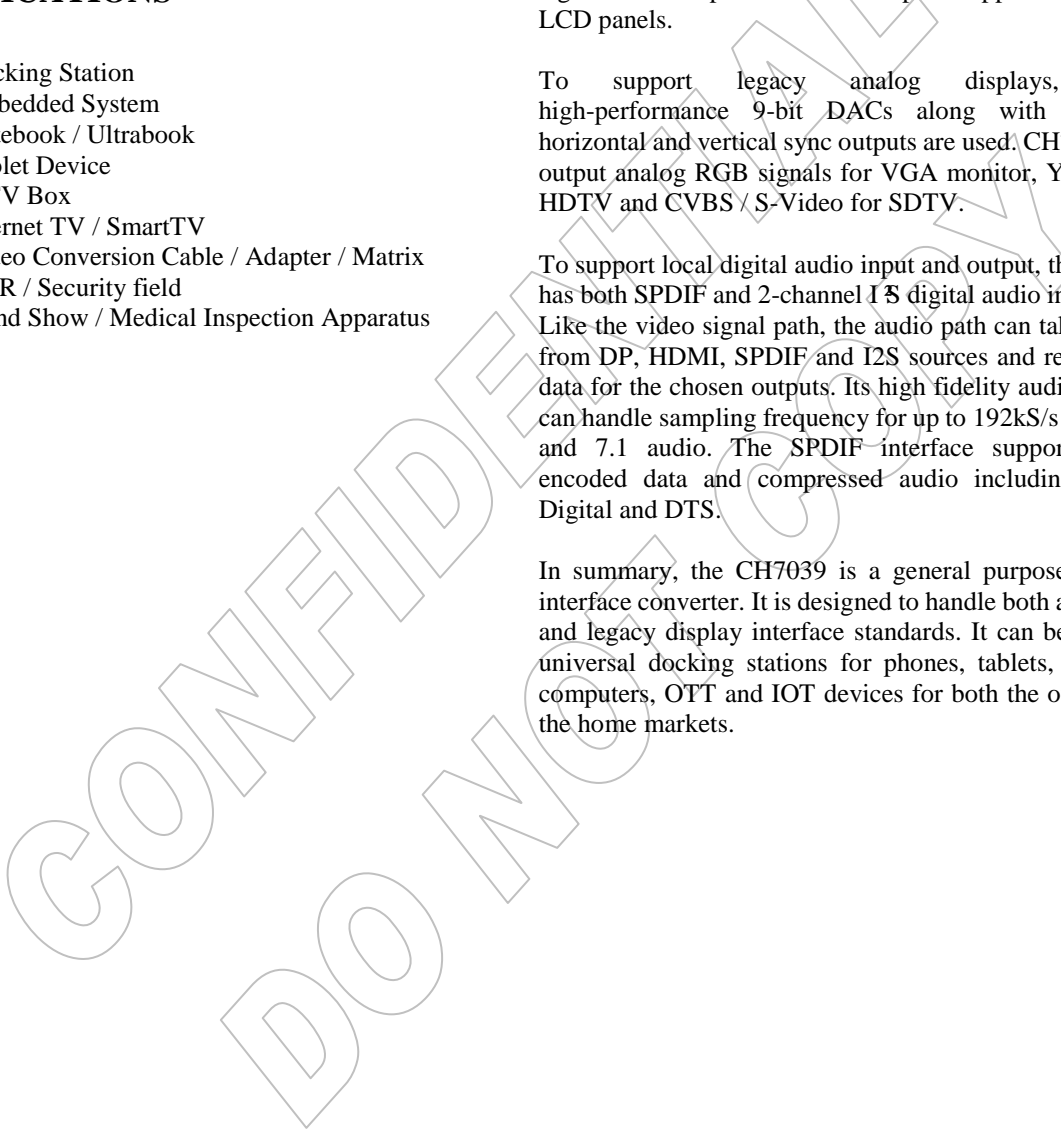 cking Station
bedded System
tebook / Ultrabook
let Device
V Box
ernet TV / SmartTV
eo Conversion Cable / Adapter / Matrix
R / Security field
nd Show / Medical Inspection Apparatus
LCD panels.
To support legacy analog displays,
high-performance 9-bit DACs along with
horizontal and vertical sync outputs are used. CH
output analog RGB signals for VGA monitor, Y
HDTV and CVBS / S-Video for SDTV.
To support local digital audio input and output, th
has both SPDIF and 2-channel I²S digital audio in
Like the video signal path, the audio path can tal
from DP, HDMI, SPDIF and I2S sources and re
data for the chosen outputs. Its high fidelity audi
can handle sampling frequency for up to 192kS/s
and 7.1 audio. The SPDIF interface suppor
encoded data and compressed audio includin
Digital and DTS.
In summary, the CH7039 is a general purpose
interface converter. It is designed to handle both a
and legacy display interface standards. It can be
universal docking stations for phones, tablets,
computers, OTT and IOT devices for both the o
the home markets.
CONFIDENTIAL
DO NOT COPY